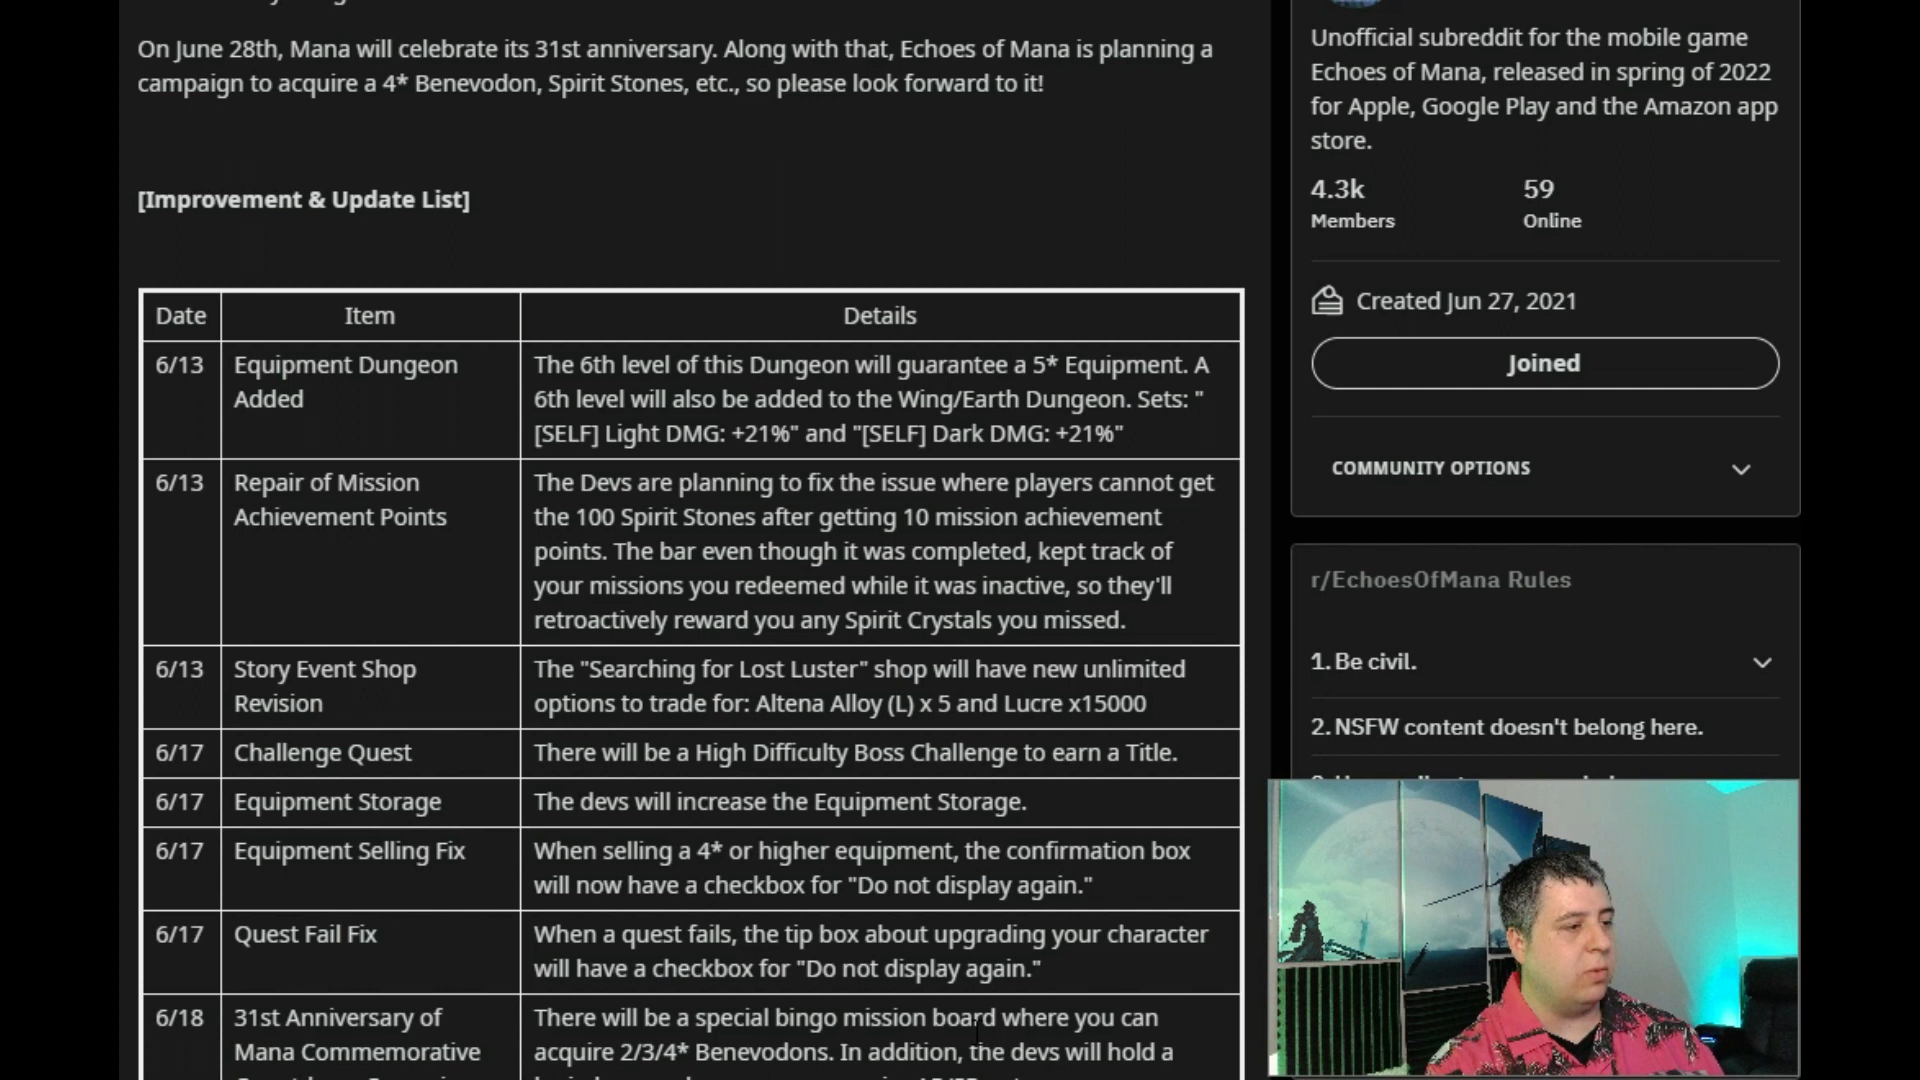 On June 28th, Mana will celebrate its 31st anniversary. Along with that, Echoes of Mana is planning a
campaign to acquire a 4* Benevodon, Spirit Stones, etc., so please look forward to it!
[Improvement & Update List]
Date Item Details
6/13 Equipment Dungeon Added
The 6th level of this Dungeon will guarantee a 5* Equipment. A
6th level will also be added to the Wing/Earth Dungeon. Sets: "
[SELF] Light DMG: +21%" and "[SELF] Dark DMG: +21%"
6/13 Repair of Mission
Achievement Points
The Devs are planning to fix the issue where players cannot get
the 100 Spirit Stones after getting 10 mission achievement
points. The bar even though it was completed, kept track of
your missions you redeemed while it was inactive, so they'll
retroactively reward you any Spirit Crystals you missed.
6/13 Story Event Shop
Revision
The "Searching for Lost Luster" shop will have new unlimited
options to trade for: Altena Alloy (L) x 5 and Lucre x15000
6/17 Challenge Quest
There will be a High Difficulty Boss Challenge to earn a Title.
6/17 Equipment Storage
The devs will increase the Equipment Storage.
6/17 Equipment Selling Fix
When selling a 4* or higher equipment, the confirmation box
will now have a checkbox for "Do not display again."
6/17 Quest Fail Fix
When a quest fails, the tip box about upgrading your character
will have a checkbox for "Do not display again."
6/18 31st Anniversary of
Mana Commemorative
There will be a special bingo mission board where you can
acquire 2/3/4* Benevodons. In addition, the devs will hold a
Unofficial subreddit for the mobile game
Echoes of Mana, released in spring of 2022
for Apple, Google Play and the Amazon app
store.
4.3k 59
Members Online
Created Jun 27, 2021
Joined
COMMUNITY OPTIONS
r/EchoesOfMana Rules
1. Be civil.
2. NSFW content doesn't belong here.